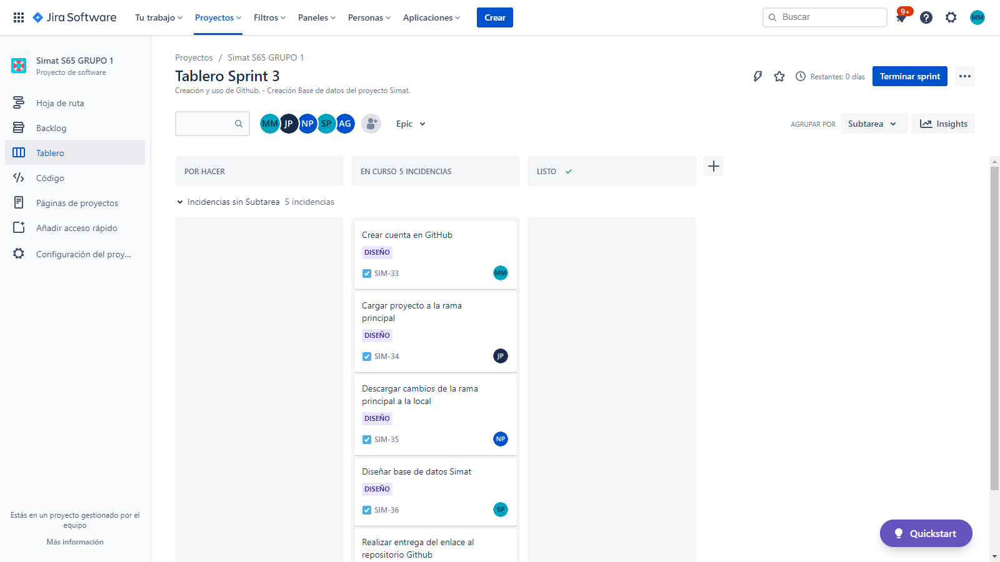 Jira Software
Tu trabajo
Proyectos
Filtros
Paneles
Personas
Aplicaciones
Crear
Buscar
9+
MM
Simat S65 GRUPO 1
Proyecto de software
Hoja de ruta
Backlog
Tablero
Código
Páginas de proyectos
Añadir acceso rápido
Configuración del proy...
Estás en un proyecto gestionado por el
equipo
Más información
Proyectos / Simat S65 GRUPO 1
Tablero Sprint 3
Creación y uso de Github. - Creación Base de datos del proyecto Simat.
Restantes: 0 días
Terminar sprint
MM JP NP SP AG
Epic
AGRUPAR POR
Subtarea
Insights
POR HACER
EN CURSO 5 INCIDENCIAS
LISTO
Incidencias sin Subtarea 5 incidencias
Crear cuenta en GitHub
DISEÑO
SIM-33
MM
Cargar proyecto a la rama
principal
DISEÑO
SIM-34
JP
Descargar cambios de la rama
principal a la local
DISEÑO
SIM-35
NP
Diseñar base de datos Simat
DISEÑO
SIM-36
SP
Realizar entrega del enlace al
repositorio Github
Quickstart